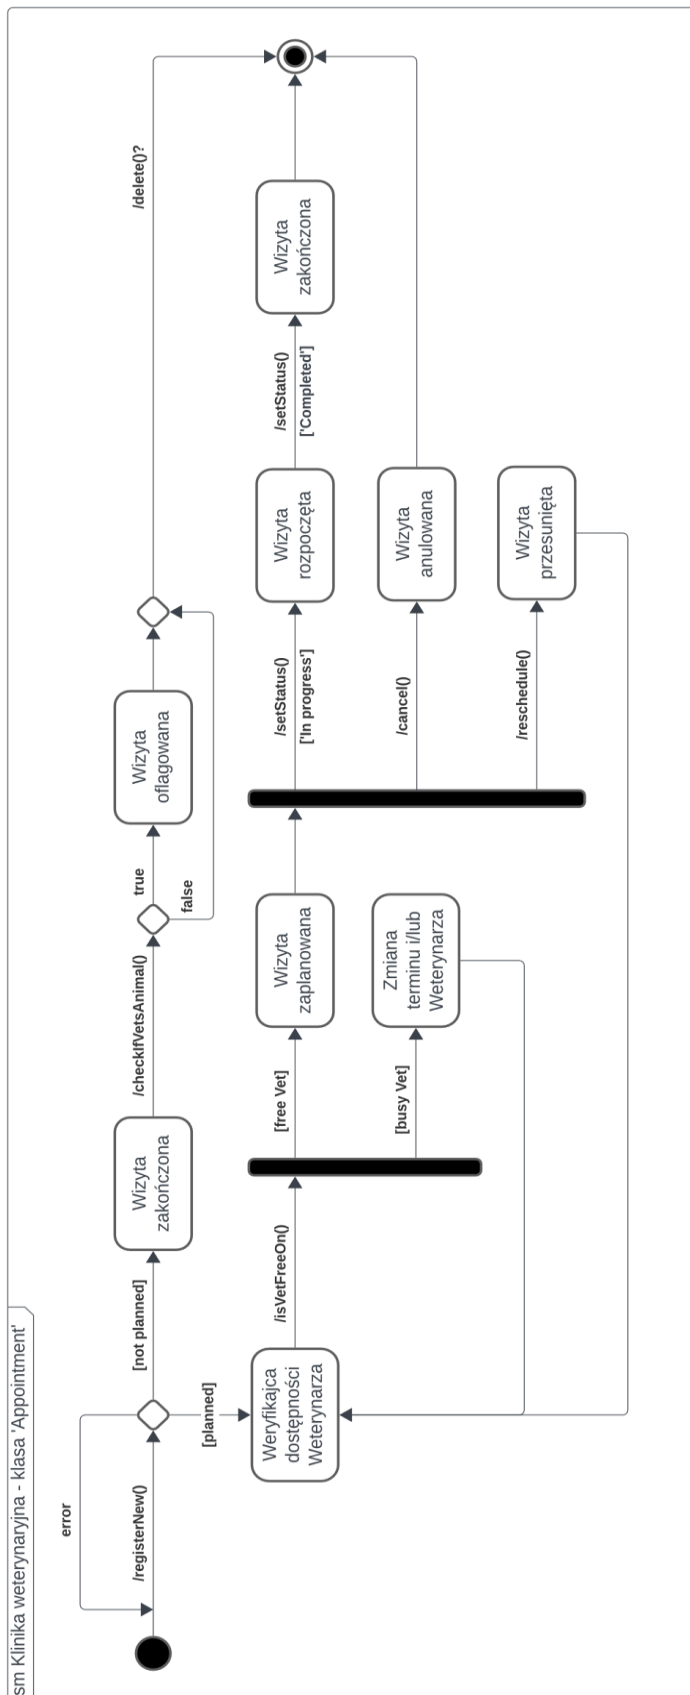 sm Klinika weterynaryjna - klasa 'Appointment'
error
/registerNew()
[not planned]
[planned]
Wizyta
zakończona
/checkIfVetsAnimal()
true
false
Wizyta
oflagowana
/delete()?
Weryfikajca
dostępności
Weterynarza
/isVetFreeOn()
[free Vet]
[busy Vet]
Wizyta
zaplanowana
Zmiana
terminu i/lub
Weterynarza
/setStatus()
['In progress']
/cancel()
/reschedule()
Wizyta
rozpoczęta
Wizyta
anulowana
Wizyta
przesunięta
/setStatus()
['Completed']
Wizyta
zakończona